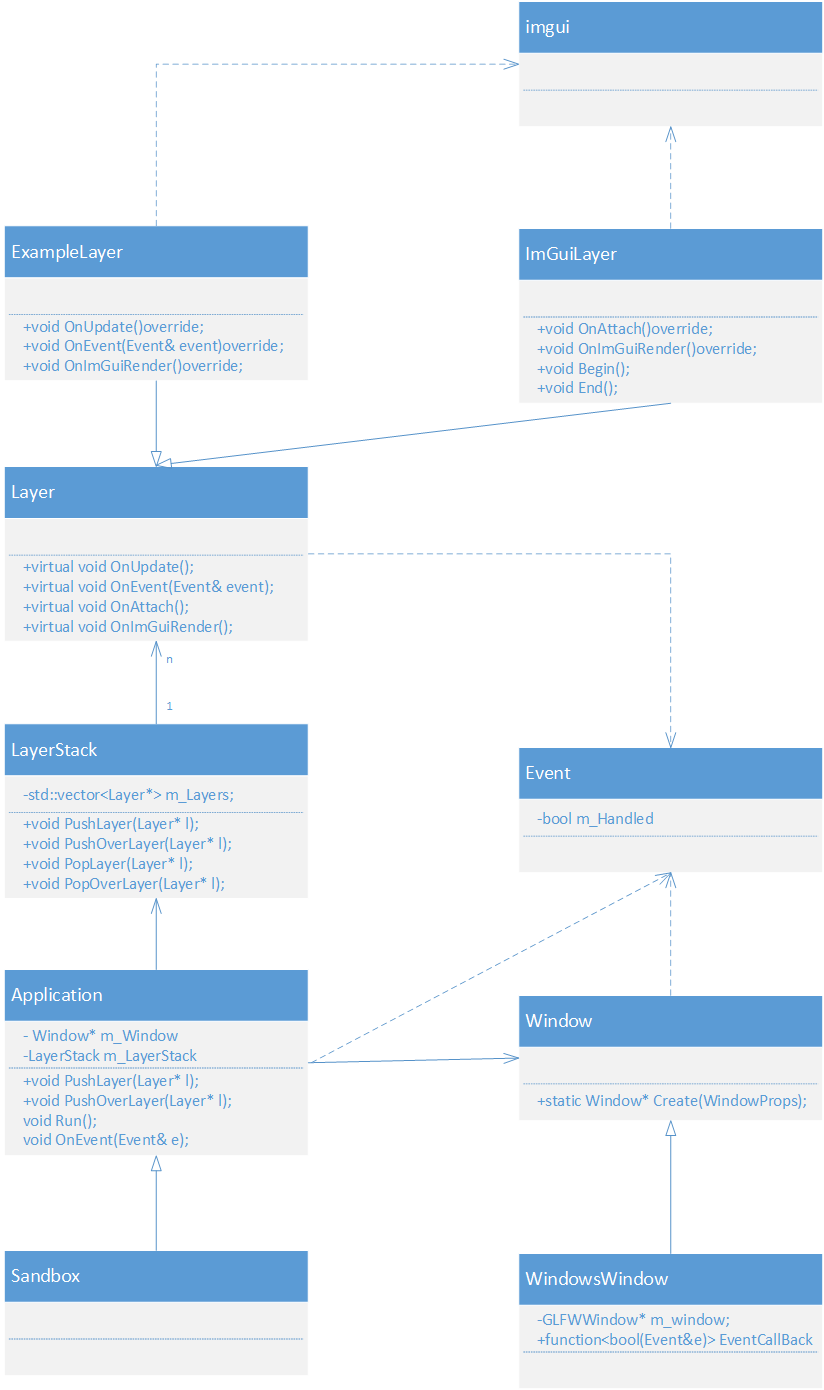 imgui
ExampleLayer
+void OnUpdate()override;
+void OnEvent(Event& event)override;
+void OnImGuiRender()override;
ImGuiLayer
+void OnAttach()override;
+void OnImGuiRender()override;
+void Begin();
+void End();
Layer
+virtual void OnUpdate();
+virtual void OnEvent(Event& event);
+virtual void OnAttach();
+virtual void OnImGuiRender();
n
1
LayerStack
-std::vector<Layer*> m_Layers;
+void PushLayer(Layer* l);
+void PushOverLayer(Layer* l);
+void PopLayer(Layer* l);
+void PopOverLayer(Layer* l);
Event
-bool m_Handled
Application
- Window* m_Window
-LayerStack m_LayerStack
+void PushLayer(Layer* l);
+void PushOverLayer(Layer* l);
void Run();
void OnEvent(Event& e);
Window
+static Window* Create(WindowProps);
Sandbox
WindowsWindow
-GLFWWindow* m_window;
+function<bool(Event&e)> EventCallBack